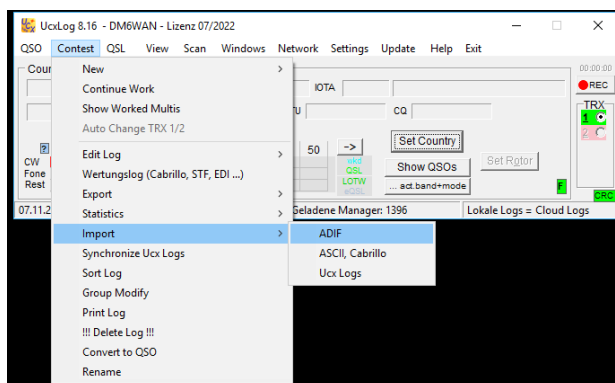 UcxLog 8.16 - DM6WAN - Lizenz 07/2022
QSO Contest QSL View Scan Windows Network Settings Update Help Exit
Cour
00:00:00
New >
IOTA
REC
Continue Work
TRX
Show Worked Multis
CQ
1
Auto Change TRX 1/2
2
?
Edit Log >
50 -> Set Country
CW
Wertungslog (Cabrillo, STF, EDI ...)
QSL Show QSOs Set Rotor
Fone
Rest
Export >
LOTW ... act.band+mode F
eQSL
CRC
07.11.2
Statistics >
Geladene Manager: 1396 Lokale Logs = Cloud Logs
Import > ADIF
Synchronize Ucx Logs ASCII, Cabrillo
Sort Log Ucx Logs
Group Modify
Print Log
!!! Delete Log !!!
Convert to QSO
Rename